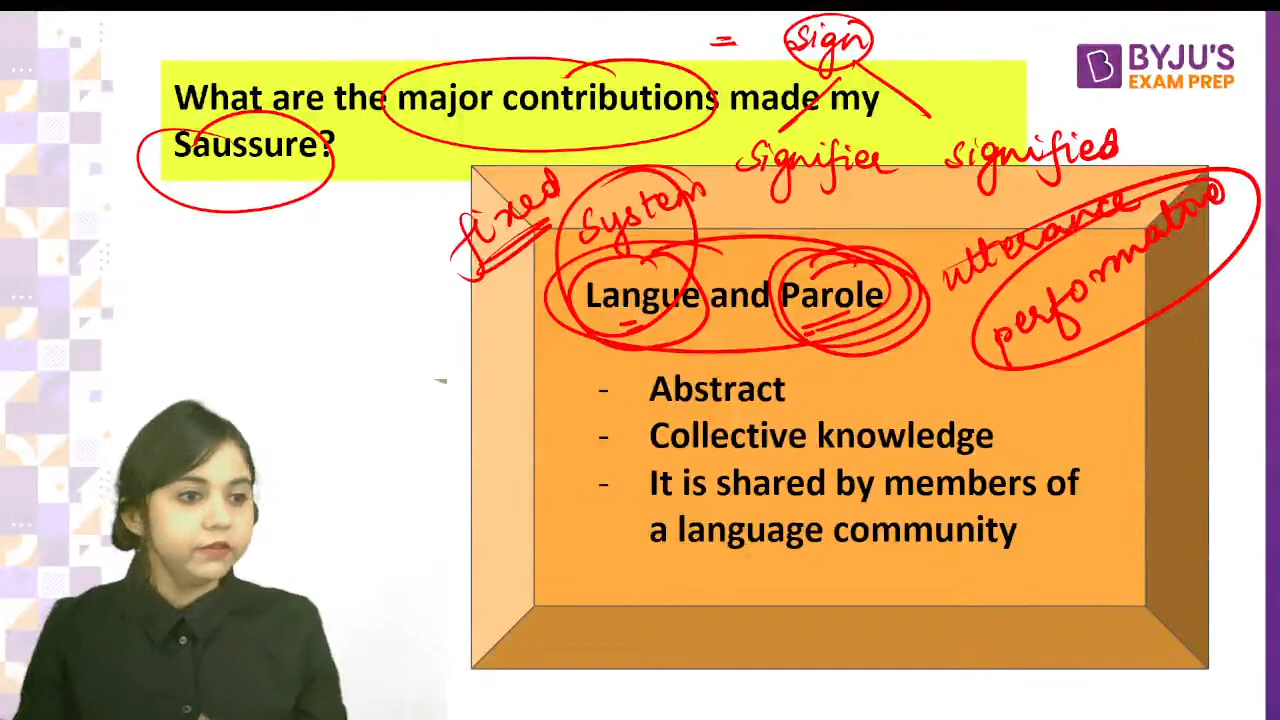 = Sign
BYJU'S
EXAM PREP
What are the major contributions made my
Saussure?
signifier signified
fixed system
utterance
performative
Langue and Parole
- Abstract
- Collective knowledge
- It is shared by members of
a language community